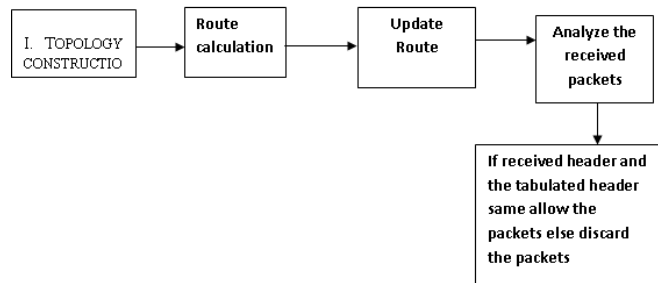 I. TOPOLOGY
CONSTRUCTIO
Route
calculation
Update
Route
Analyze the
received
packets
If received header and
the tabulated header
same allow the
packets else discard
the packets